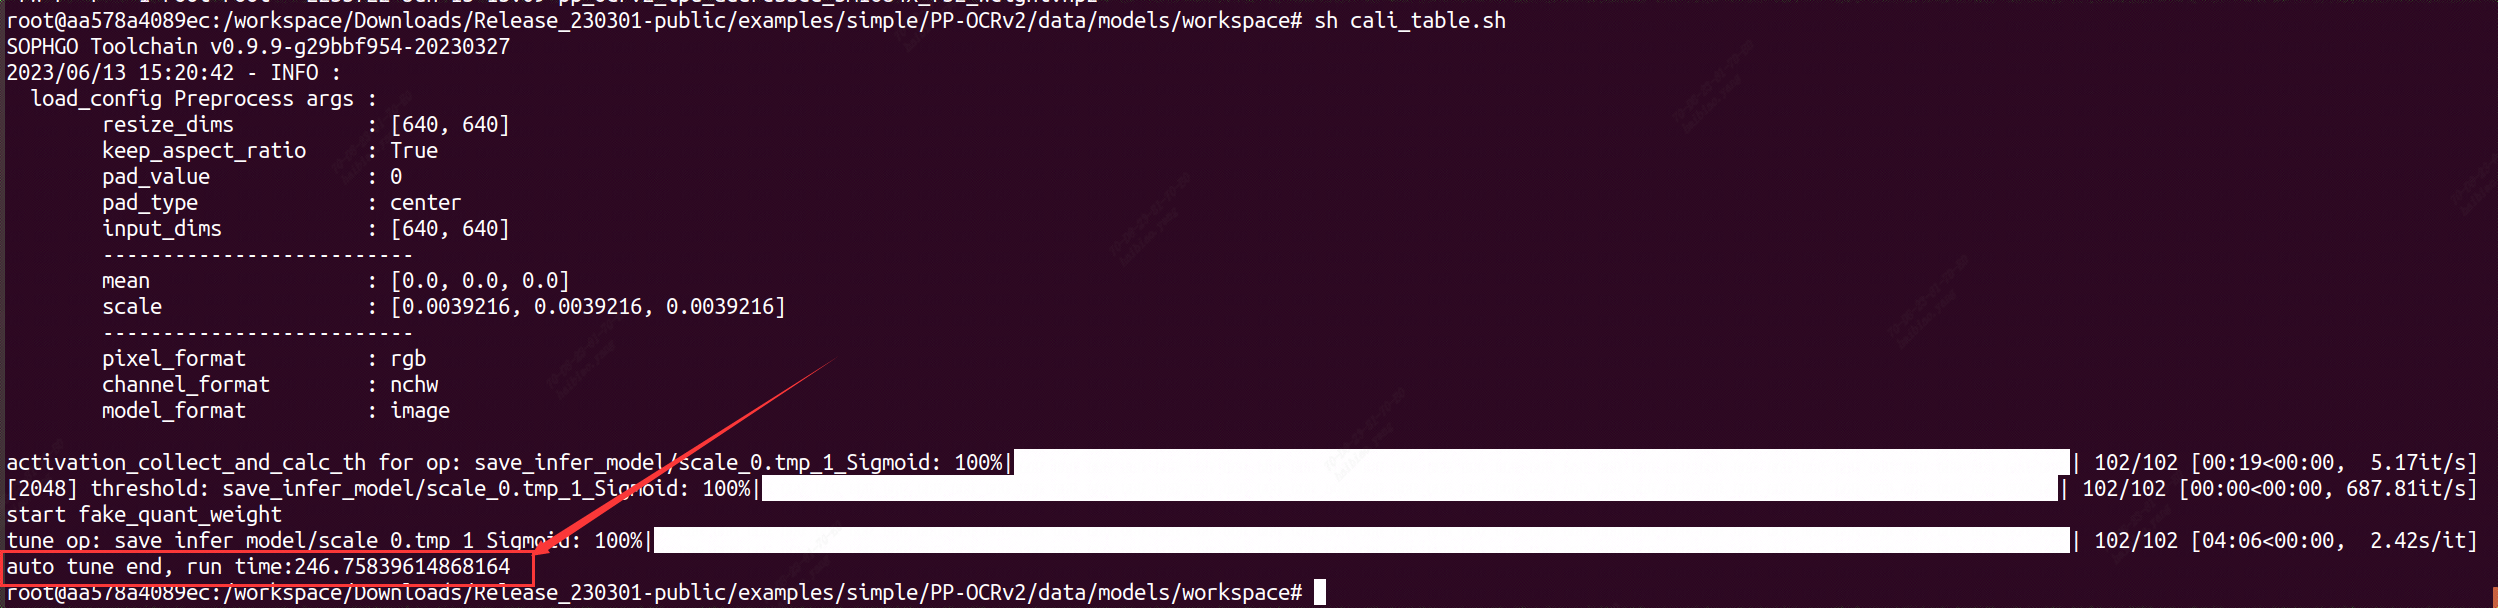 root@aa578a4089ec:/workspace/Downloads/Release_230301-public/examples/simple/PP-OCRv2/data/models/workspace# sh cali_table.sh
SOPHGO Toolchain v0.9.9-g29bbf954-20230327
2023/06/13 15:20:42 - INFO :
load_config Preprocess args :
resize_dims : [640, 640]
keep_aspect_ratio : True
pad_value : 0
pad_type : center
input_dims : [640, 640]
--------------------------
mean : [0.0, 0.0, 0.0]
scale : [0.0039216, 0.0039216, 0.0039216]
--------------------------
pixel_format : rgb
channel_format : nchw
model_format : image
activation_collect_and_calc_th for op: save_infer_model/scale_0.tmp_1_Sigmoid: 100%| | 102/102 [00:19<00:00, 5.17it/s]
[2048] threshold: save_infer_model/scale_0.tmp_1_Sigmoid: 100%| | 102/102 [00:00<00:00, 687.81it/s]
start fake_quant_weight
tune op: save_infer_model/scale_0.tmp_1_Sigmoid: 100%| | 102/102 [04:06<00:00, 2.42s/it]
auto tune end, run time:246.75839614868164
root@aa578a4089ec:/workspace/Downloads/Release_230301-public/examples/simple/PP-OCRv2/data/models/workspace#